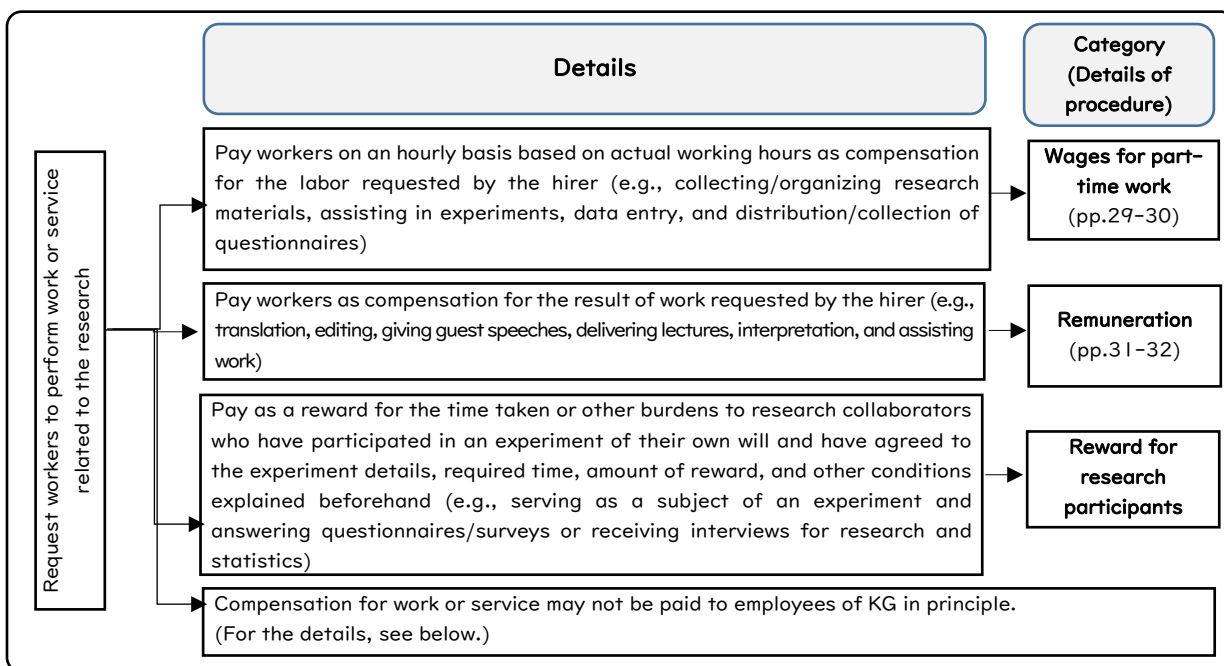 Details
Category
(Details of
procedure)
Request workers to perform work or service
related to the research
Pay workers on an hourly basis based on actual working hours as compensation
for the labor requested by the hirer (e.g., collecting/organizing research
materials, assisting in experiments, data entry, and distribution/collection of
questionnaires)
Wages for part-
time work
(pp.29-30)
Pay workers as compensation for the result of work requested by the hirer (e.g.,
translation, editing, giving guest speeches, delivering lectures, interpretation, and assisting
work)
Remuneration
(pp.31-32)
Pay as a reward for the time taken or other burdens to research collaborators
who have participated in an experiment of their own will and have agreed to
the experiment details, required time, amount of reward, and other conditions
explained beforehand (e.g., serving as a subject of an experiment and
answering questionnaires/surveys or receiving interviews for research and
statistics)
Reward for
research
participants
Compensation for work or service may not be paid to employees of KG in principle.
(For the details, see below.)